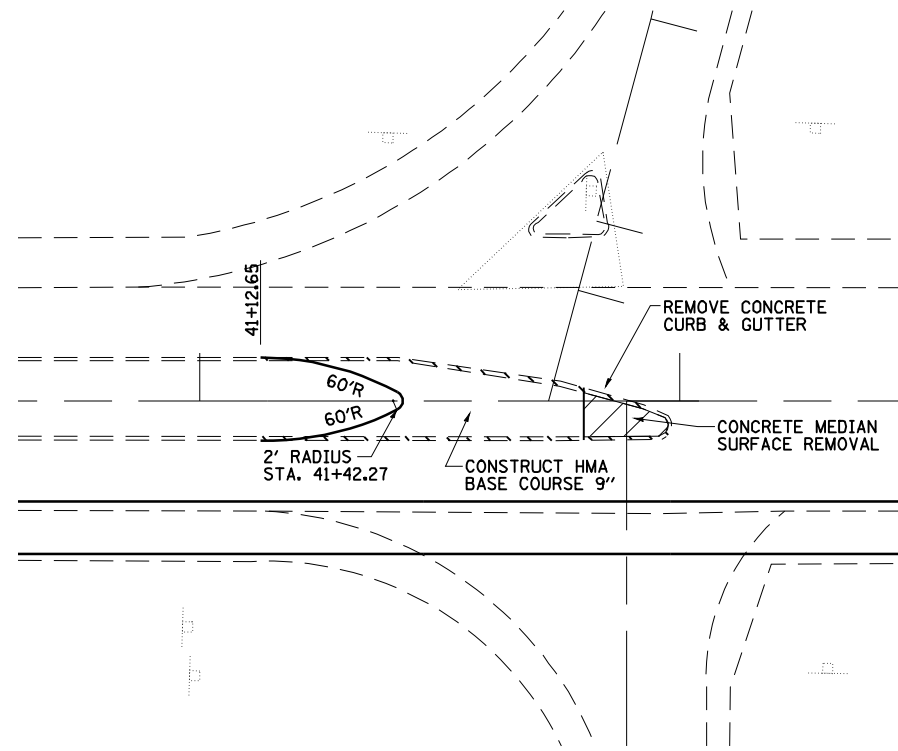 41+12.65
REMOVE CONCRETE
CURB & GUTTER
60'R
60'R
CONCRETE MEDIAN
SURFACE REMOVAL
2' RADIUS
STA. 41+42.27
CONSTRUCT HMA
BASE COURSE 9''